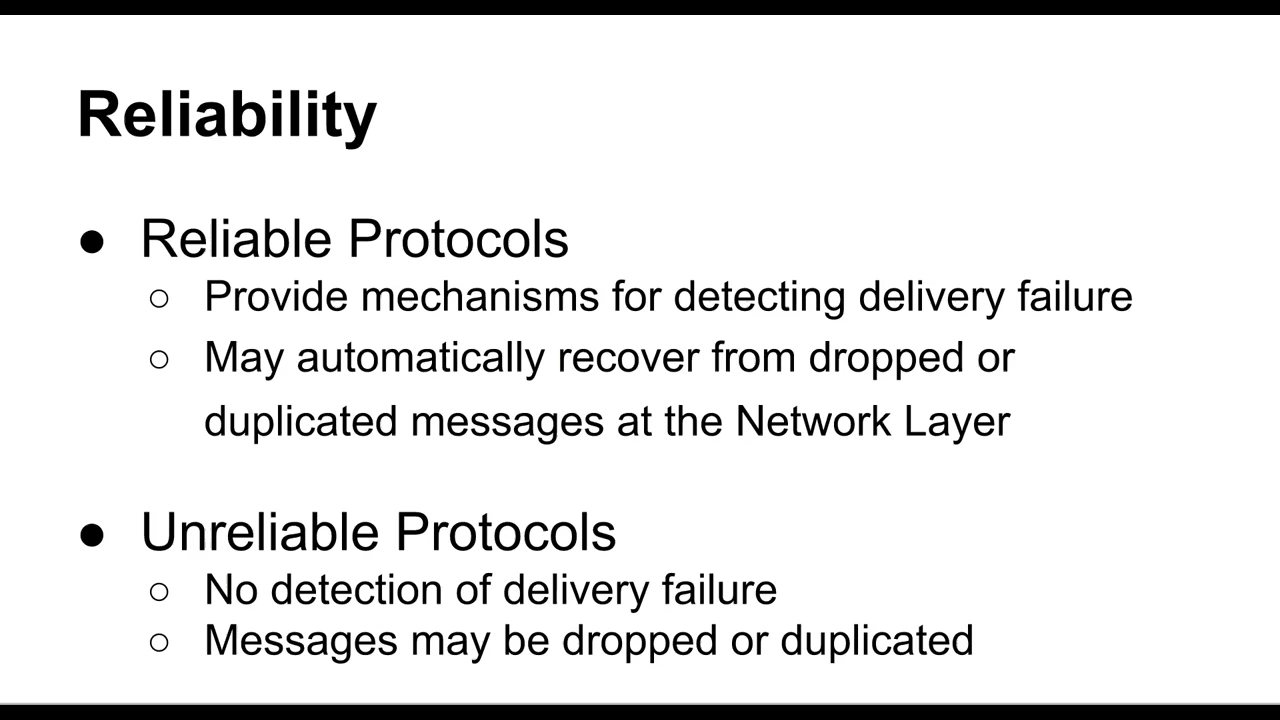 Reliability
● Reliable Protocols
○ Provide mechanisms for detecting delivery failure
○ May automatically recover from dropped or
duplicated messages at the Network Layer
● Unreliable Protocols
○ No detection of delivery failure
○ Messages may be dropped or duplicated